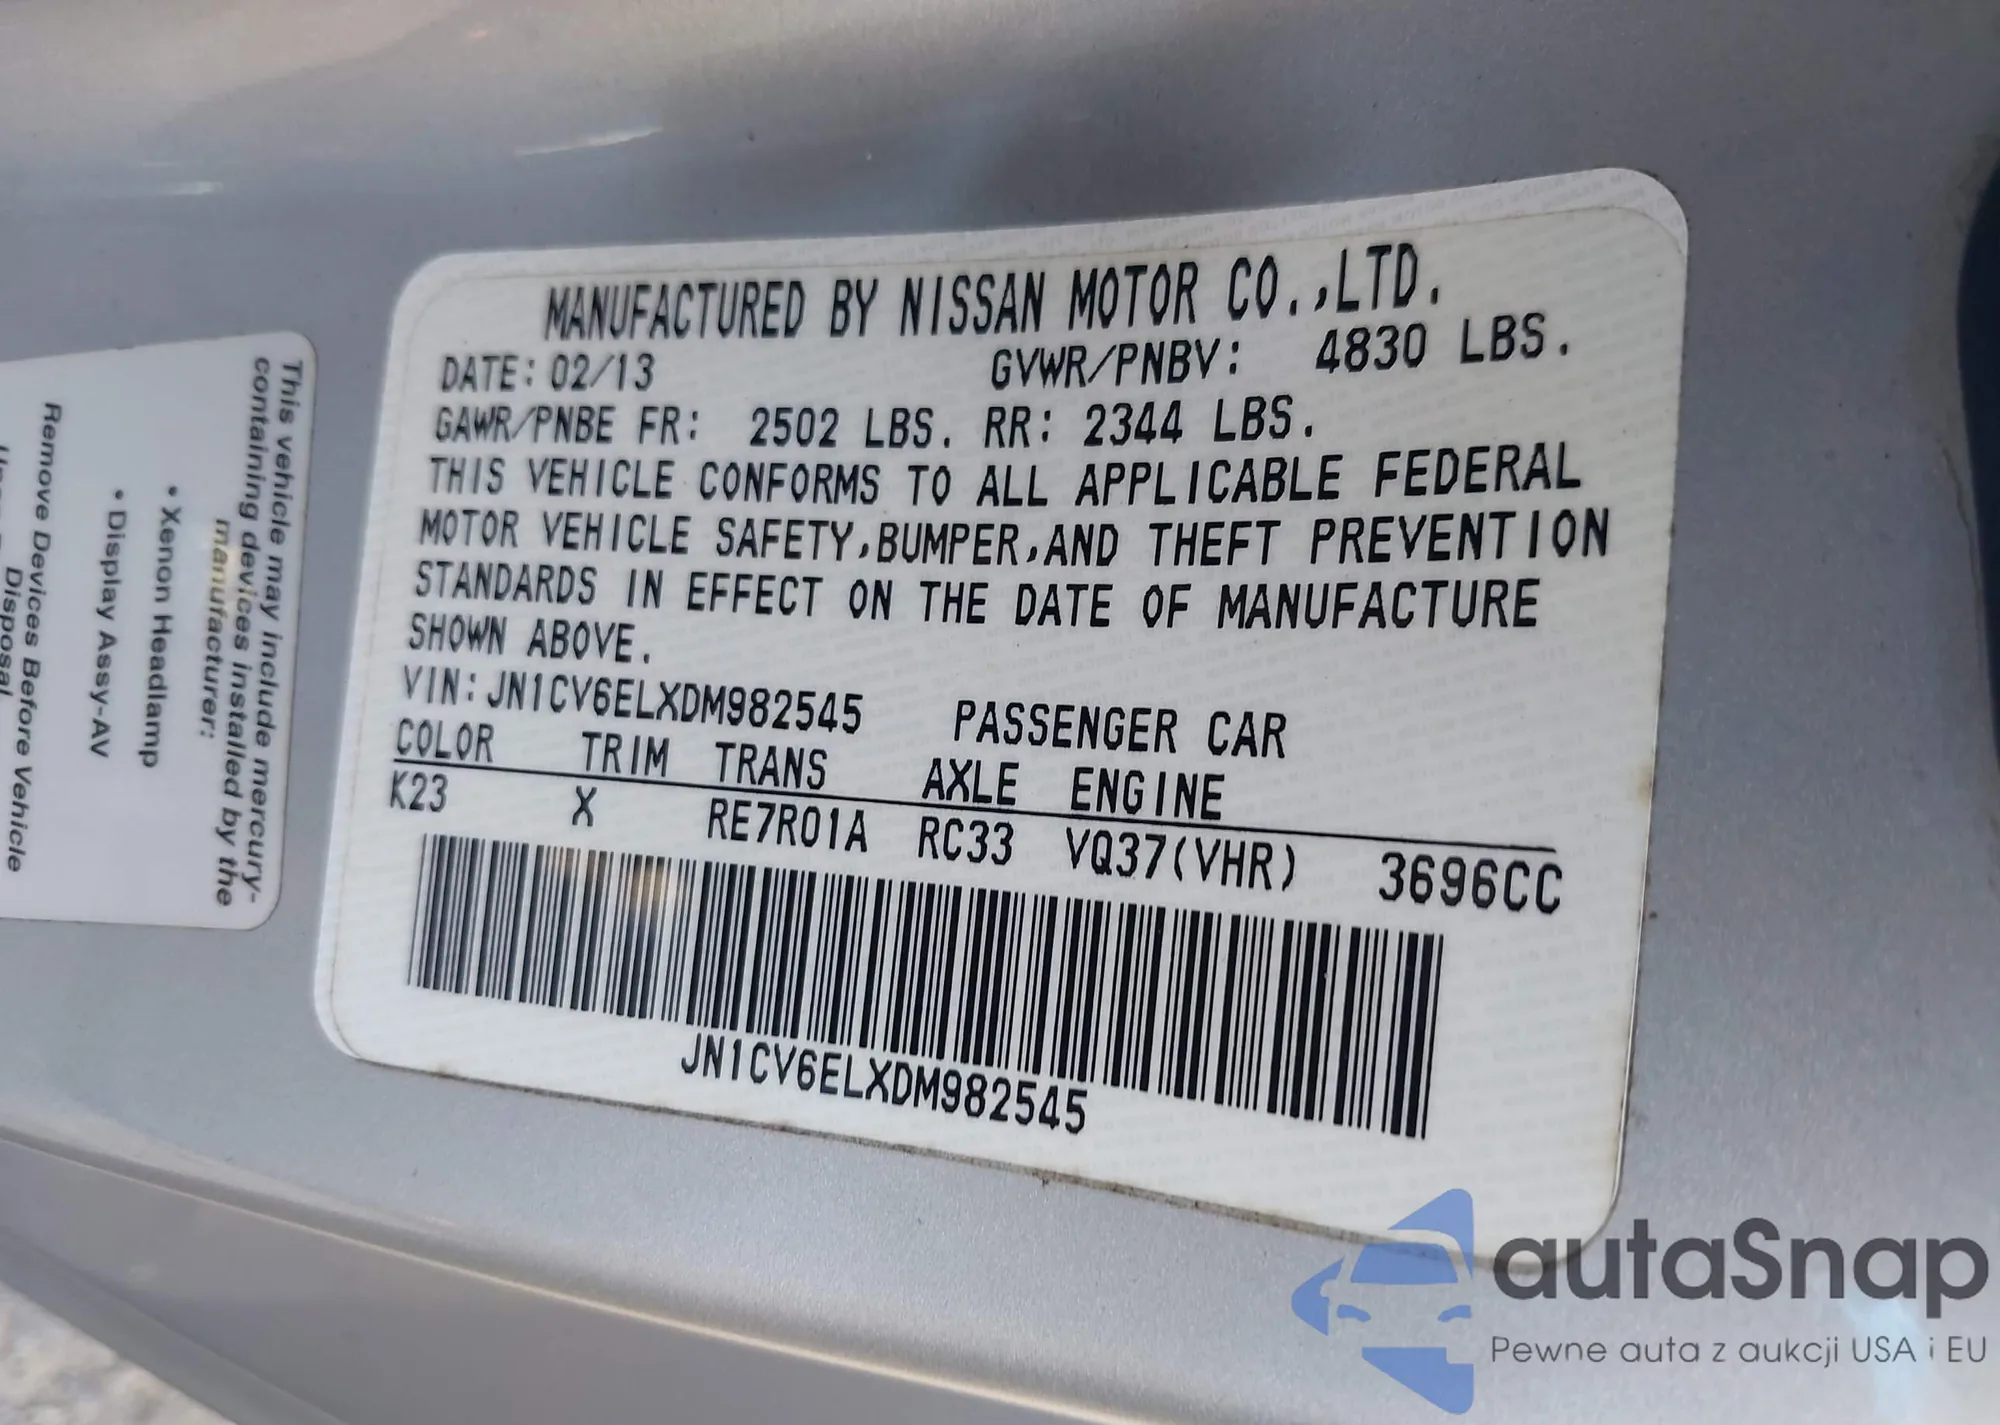 MANUFACTURED BY NISSAN MOTOR CO.,LTD.
DATE: 02/13 GVWR/PNBV: 4830 LBS.
GAWR/PNBE FR: 2502 LBS. RR: 2344 LBS.
THIS VEHICLE CONFORMS TO ALL APPLICABLE FEDERAL
MOTOR VEHICLE SAFETY,BUMPER,AND THEFT PREVENTION
STANDARDS IN EFFECT ON THE DATE OF MANUFACTURE
SHOWN ABOVE.
VIN:JN1CV6ELXDM982545 PASSENGER CAR
COLOR TRIM TRANS AXLE ENGINE
K23 X RE7R01A RC33 VQ37(VHR) 3696CC
JN1CV6ELXDM982545
This vehicle may include mercury-
containing devices installed by the
manufacturer:
• Xenon Headlamp
• Display Assy-AV
Remove Devices Before Vehicle
Disposal
autaSnap
Pewne auta z aukcji USA i EU